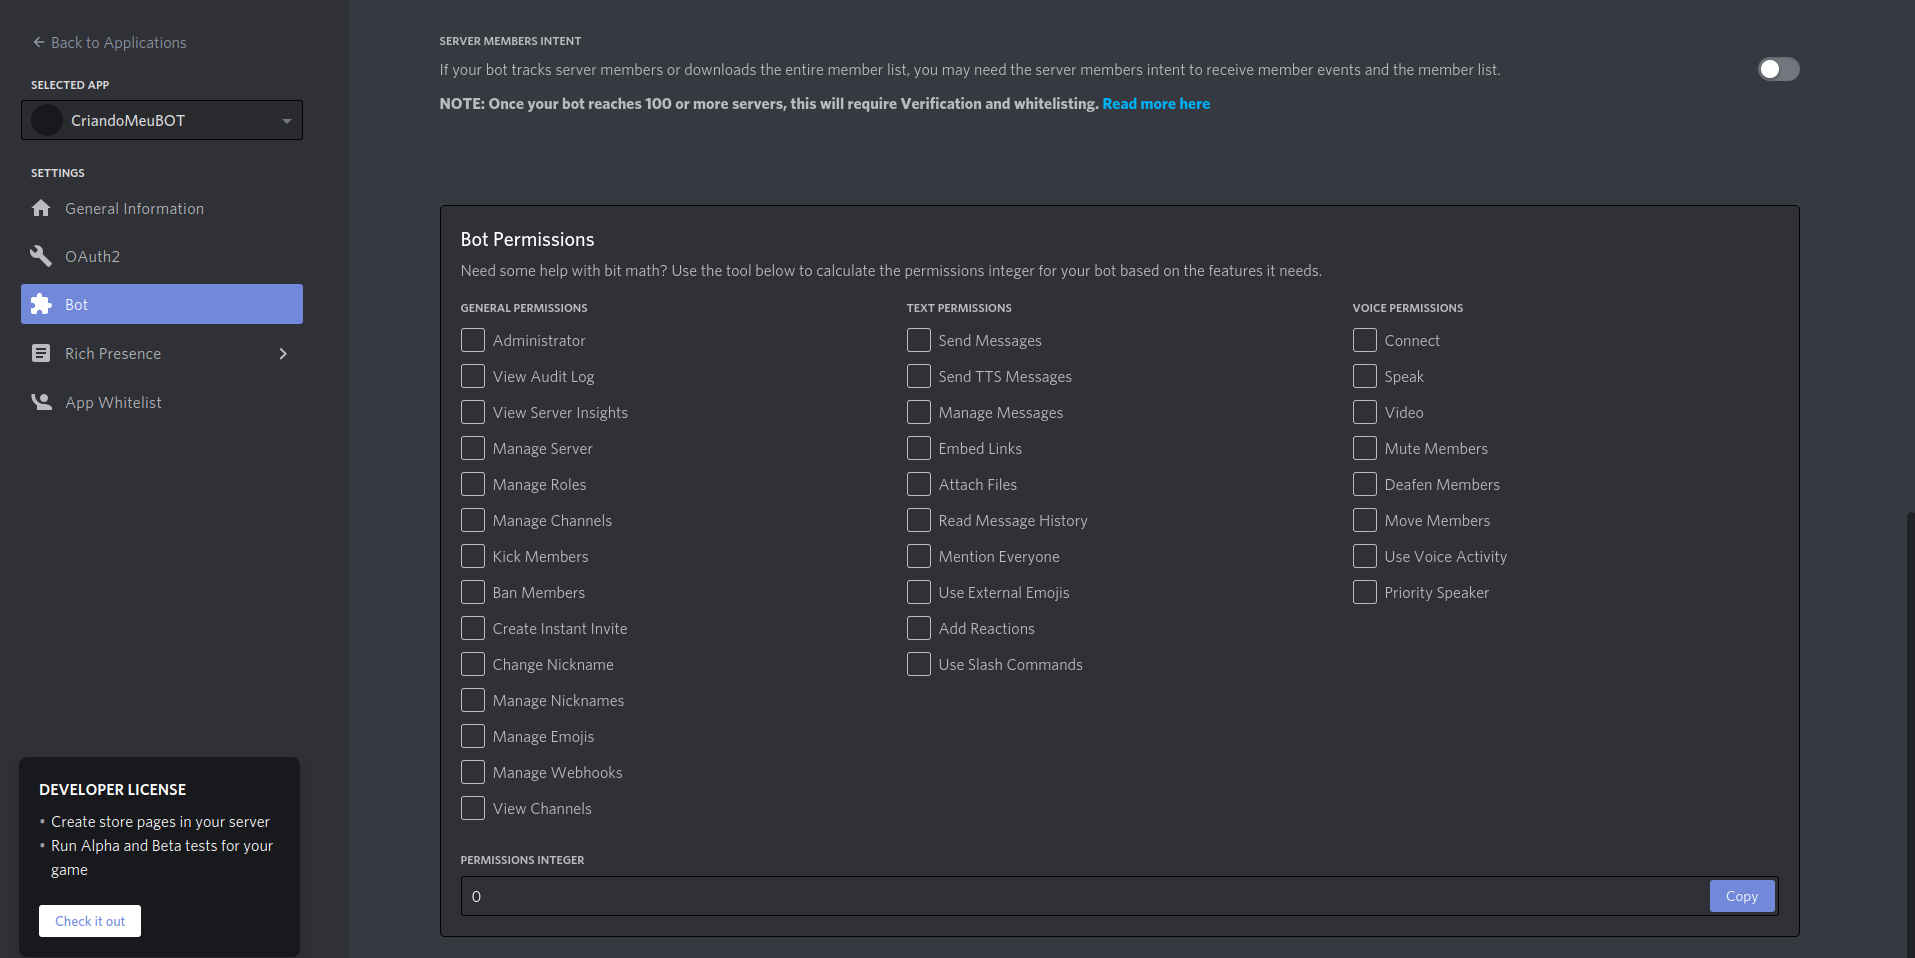 Back to Applications
SELECTED APP
CriandoMeuBOT
SETTINGS
General Information
OAuth2
Bot
Rich Presence
App Whitelist
DEVELOPER LICENSE
• Create store pages in your server
• Run Alpha and Beta tests for your
game
Check it out
SERVER MEMBERS INTENT
If your bot tracks server members or downloads the entire member list, you may need the server members intent to receive member events and the member list.
NOTE: Once your bot reaches 100 or more servers, this will require Verification and whitelisting. Read more here
Bot Permissions
Need some help with bit math? Use the tool below to calculate the permissions integer for your bot based on the features it needs.
GENERAL PERMISSIONS
Administrator
View Audit Log
View Server Insights
Manage Server
Manage Roles
Manage Channels
Kick Members
Ban Members
Create Instant Invite
Change Nickname
Manage Nicknames
Manage Emojis
Manage Webhooks
View Channels
TEXT PERMISSIONS
Send Messages
Send TTS Messages
Manage Messages
Embed Links
Attach Files
Read Message History
Mention Everyone
Use External Emojis
Add Reactions
Use Slash Commands
VOICE PERMISSIONS
Connect
Speak
Video
Mute Members
Deafen Members
Move Members
Use Voice Activity
Priority Speaker
PERMISSIONS INTEGER
0
Copy